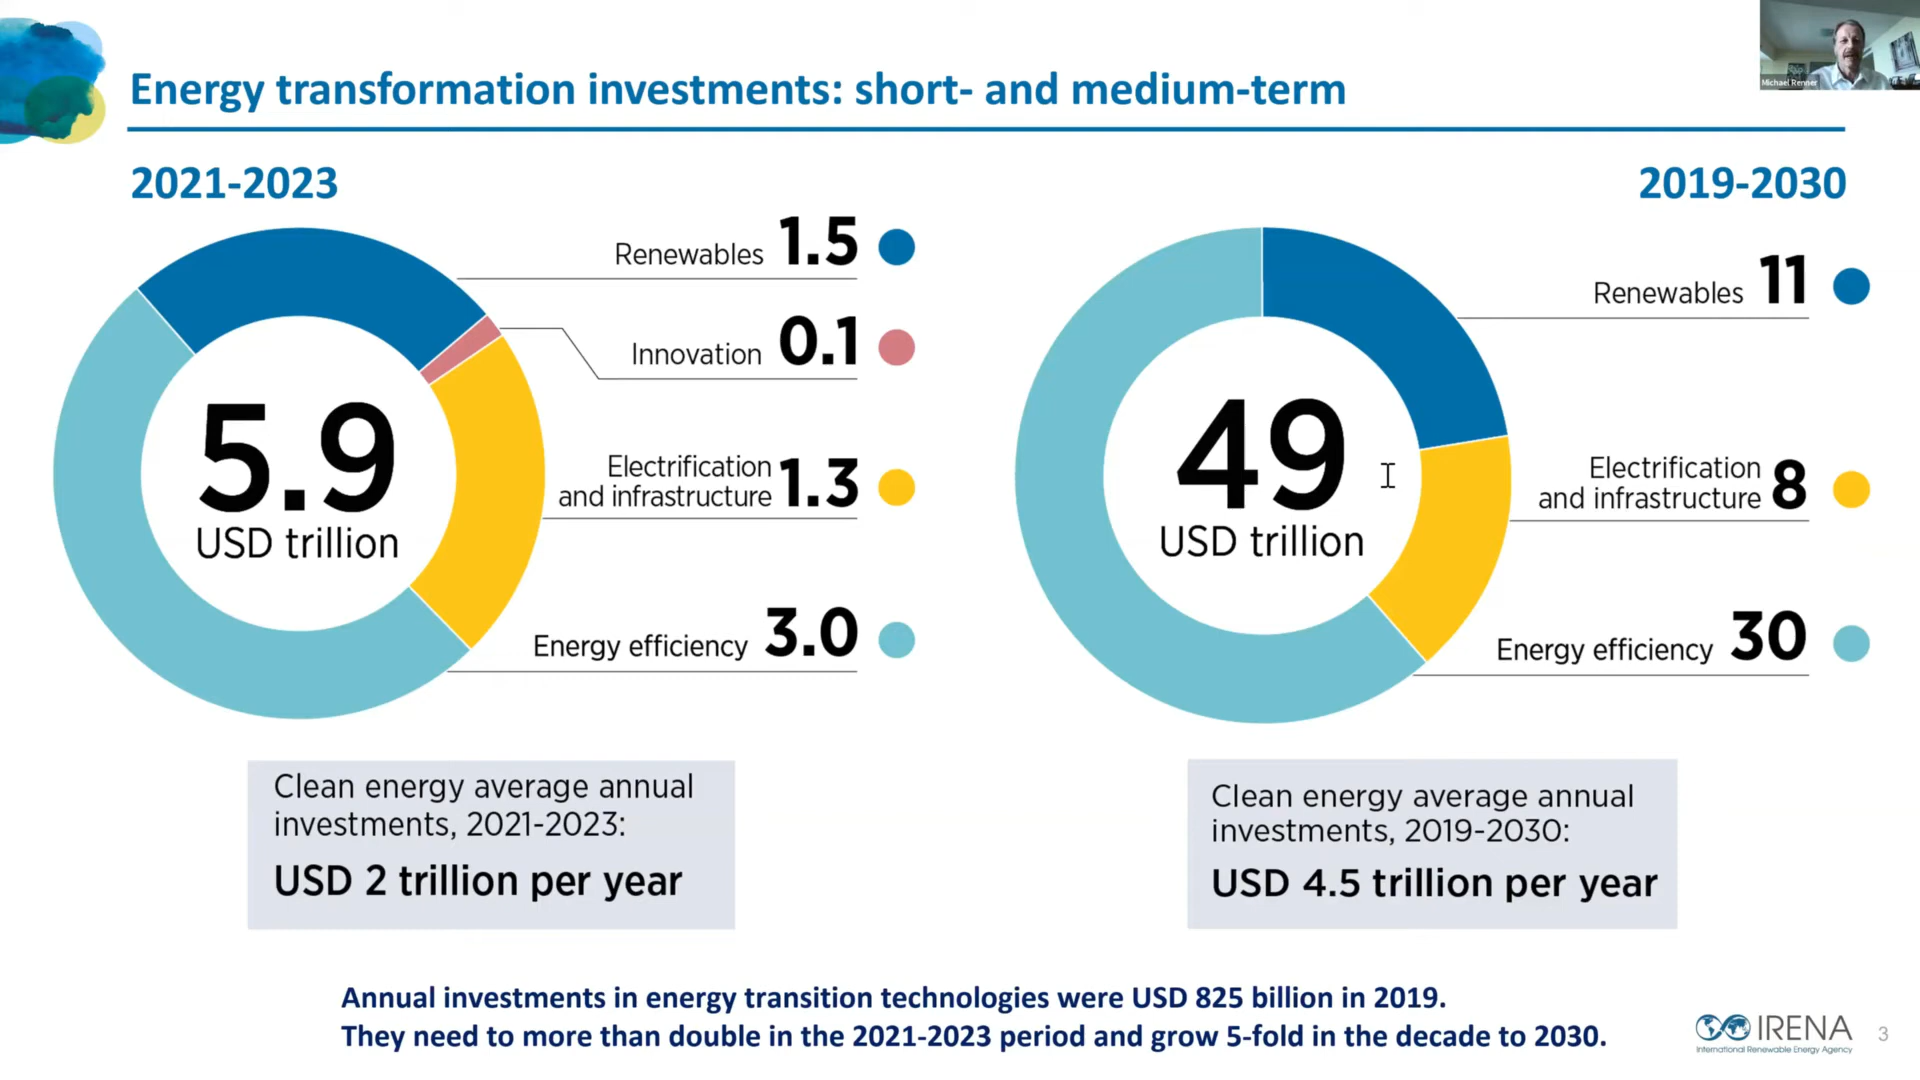 Michael Renner
Energy transformation investments: short- and medium-term
2021-2023
Renewables 1.5
Innovation 0.1
Electrification
and infrastructure 1.3
Energy efficiency 3.0
5.9
USD trillion
Clean energy average annual
investments, 2021-2023:
USD 2 trillion per year
2019-2030
Renewables 11
Electrification
and infrastructure 8
Energy efficiency 30
49
USD trillion
Clean energy average annual
investments, 2019-2030:
USD 4.5 trillion per year
Annual investments in energy transition technologies were USD 825 billion in 2019.
They need to more than double in the 2021-2023 period and grow 5-fold in the decade to 2030.
IRENA
International Renewable Energy Agency
3